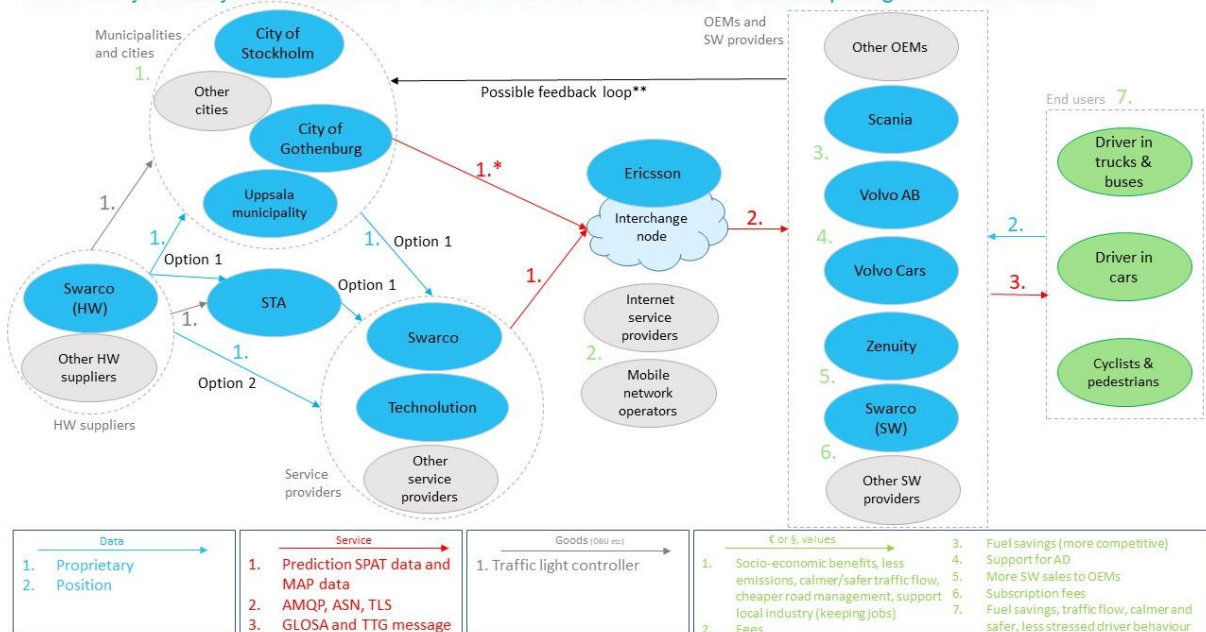 OEMs and
SW providers
Municipalities
and cities
1.
City of
Stockholm
Other
cities
City of
Gothenburg
Uppsala
municipality
Possible feedback loop**
Other OEMs
Scania
3.
Volvo AB
4.
Volvo Cars
Zenuity
5.
Swarco
(SW)
6.
Other SW
providers
End users 7.
Driver in
trucks &
buses
2.
Driver in
cars
3.
Cyclists &
pedestrians
1.*
Ericsson
Interchange
node
2.
1.
Internet
service
providers
2.
Mobile
network
operators
1.
1.
Option 1
1.
Option 1
Option 1
Swarco
(HW)
1.
STA
Other HW
suppliers
HW suppliers
1.
Option 2
Swarco
Technolution
Other
service
providers
Service
providers
Data
1. Proprietary
2. Position
Service
1. Prediction SPAT data and
MAP data
2. AMQP, ASN, TLS
3. GLOSA and TTG message
Goods (OBU etc)
1. Traffic light controller
€ or §, values
1. Socio-economic benefits, less
emissions, calmer/safer traffic flow,
cheaper road management, support
local industry (keeping jobs)
2. Fees
3. Fuel savings (more competitive)
4. Support for AD
5. More SW sales to OEMs
6. Subscription fees
7. Fuel savings, traffic flow, calmer and
safer, less stressed driver behaviour